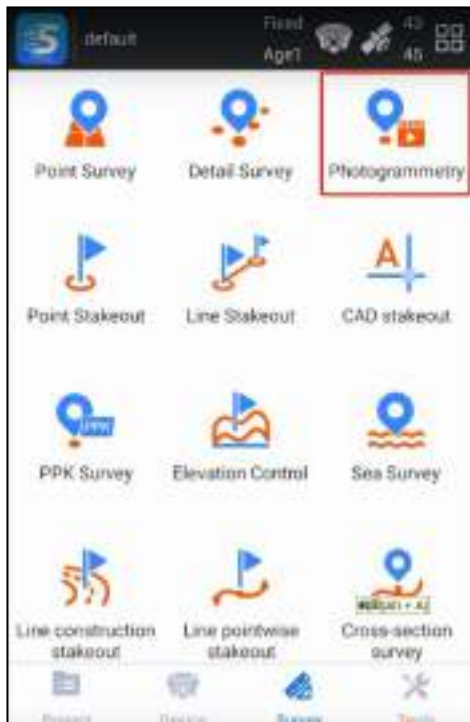 default
Fixed
Age1
43
45
Point Survey
Detail Survey
Photogrammetry
Point Stakeout
Line Stakeout
CAD stakeout
PPK Survey
Elevation Control
Sea Survey
Line construction
stakeout
Line pointwise
stakeout
Cross-section
survey
Project
Device
Survey
Tools